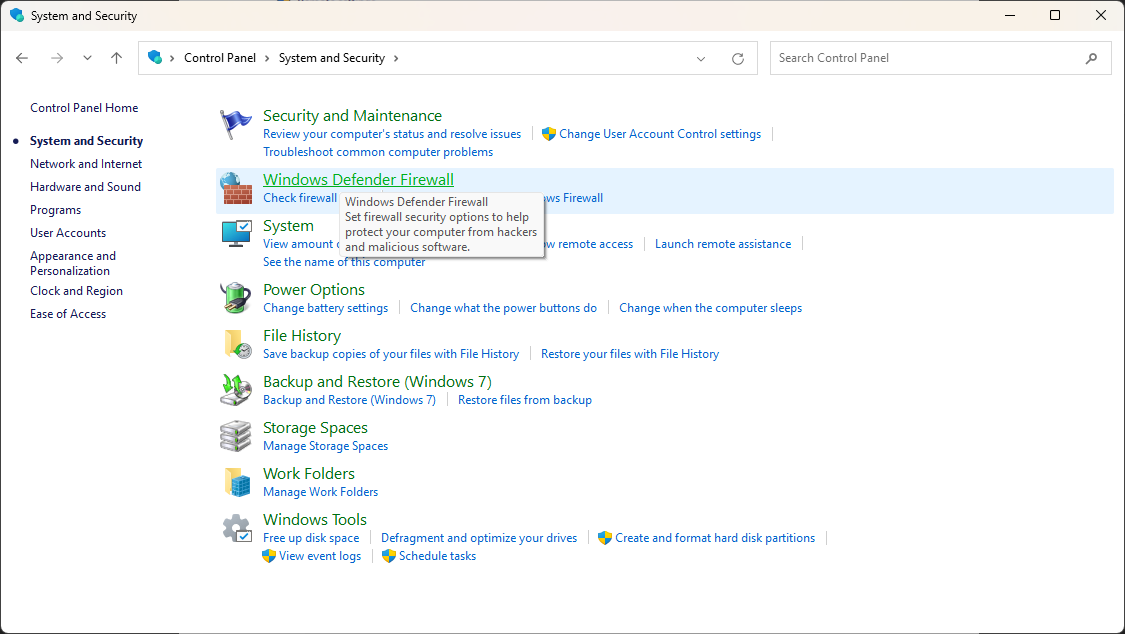 System and Security
Control Panel > System and Security >
Search Control Panel
Control Panel Home
System and Security
Network and Internet
Hardware and Sound
Programs
User Accounts
Appearance and
Personalization
Clock and Region
Ease of Access
Security and Maintenance
Review your computer's status and resolve issues
Change User Account Control settings
Troubleshoot common computer problems
Windows Defender Firewall
Check firewall
Firewall
Windows Defender Firewall
Set firewall security options to help
protect your computer from hackers
and malicious software.
System
View amount
remote access
Launch remote assistance
See the name of this computer
Power Options
Change battery settings
Change what the power buttons do
Change when the computer sleeps
File History
Save backup copies of your files with File History
Restore your files with File History
Backup and Restore (Windows 7)
Backup and Restore (Windows 7)
Restore files from backup
Storage Spaces
Manage Storage Spaces
Work Folders
Manage Work Folders
Windows Tools
Free up disk space
Defragment and optimize your drives
Create and format hard disk partitions
View event logs
Schedule tasks